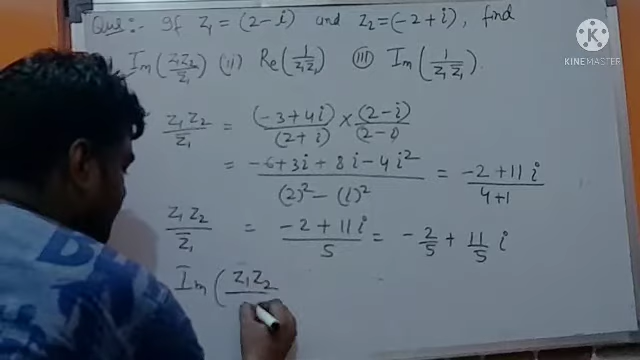 Ques:- If z₁ = (2-i) and z₂ = (-2+i), find
Im(z₁z₂/z̄₁) (ii) Re(1/z₁z̄₁) (iii) Im(1/z₁z̄₁).
KINEMASTER
z₁z₂/z̄₁ = (-3+4i)/(2+i) × (2-i)/(2-i)
= -6+3i+8i-4i²/(2)²-(i)² = -2+11i/4+1
z₁z₂/z̄₁ = -2+11i/5 = -2/5 + 11/5 i
Im(z₁z₂